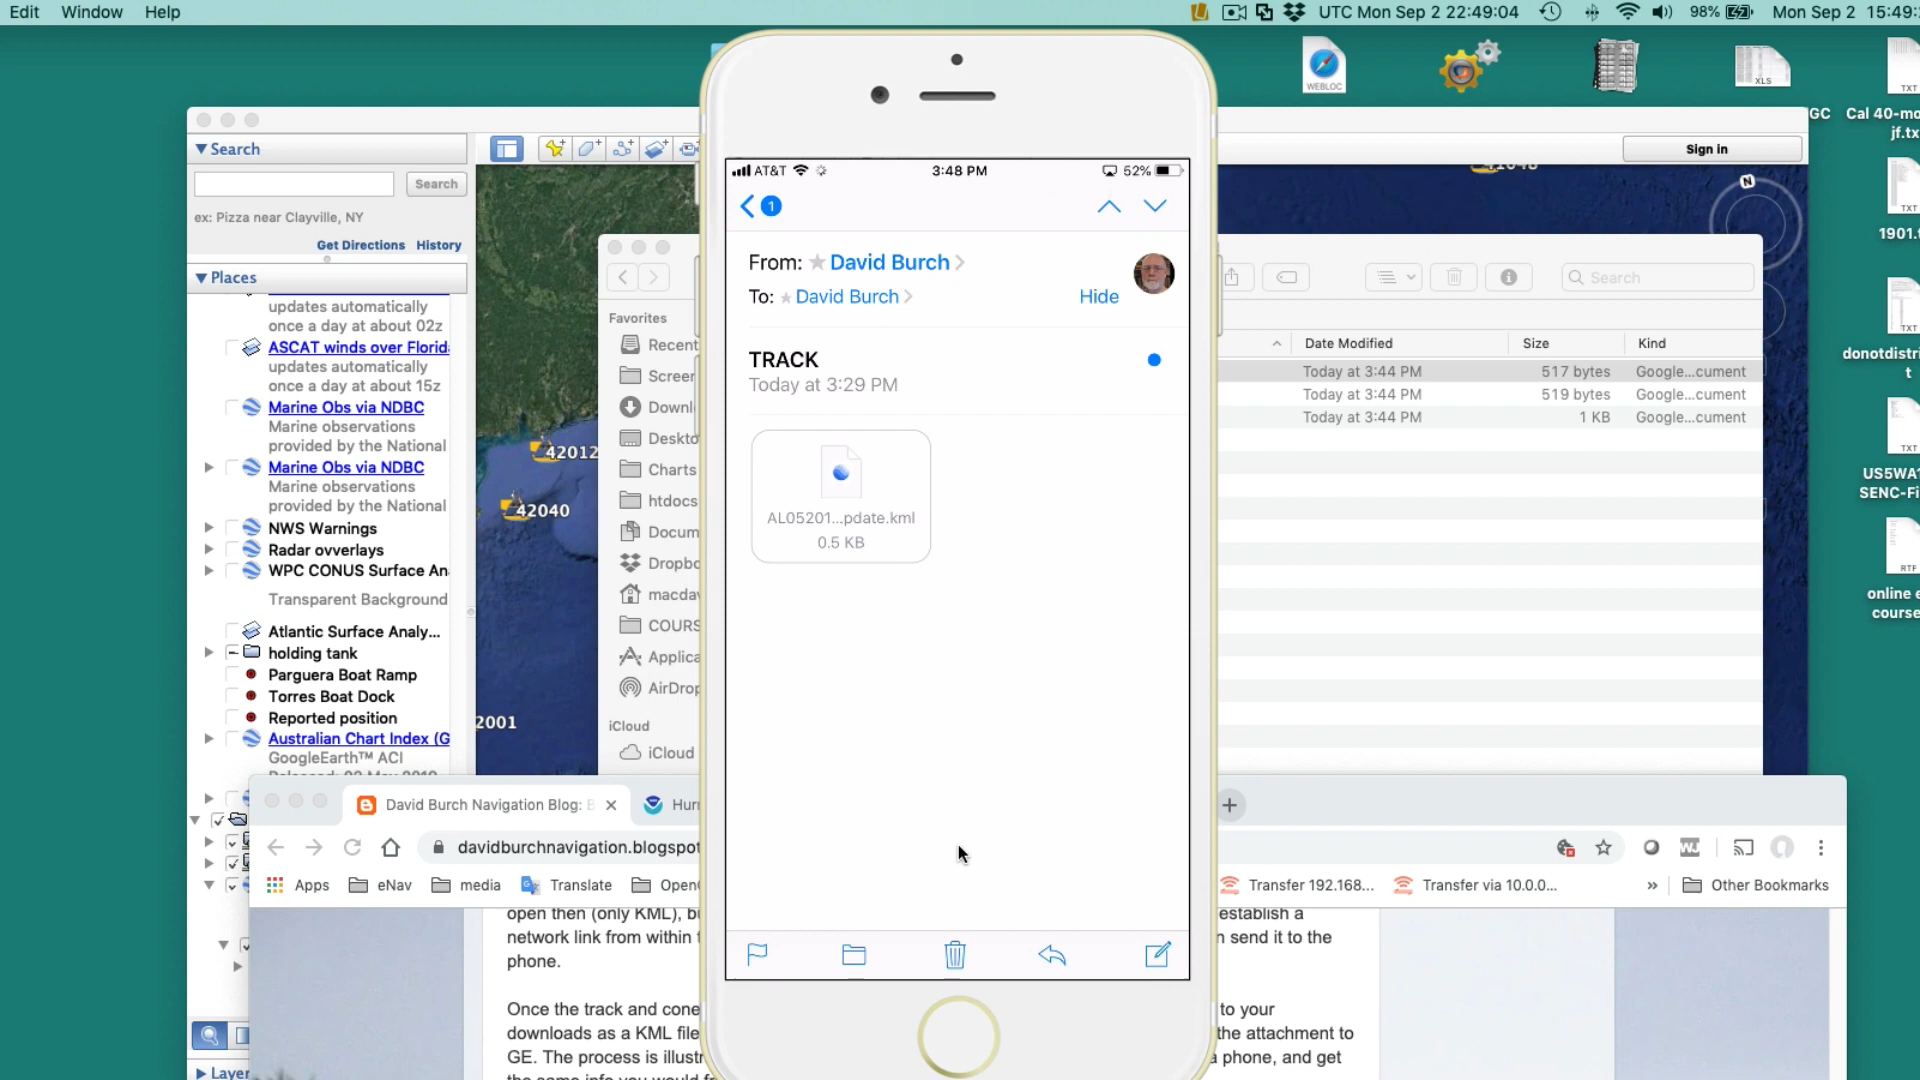 Edit Window Help
UTC Mon Sep 2 22:49:04 98% Mon Sep 2 15:49:
WEBLOC
XLS
TXT
GC
Cal 40-mo
jf.tx
Search
Search
ex: Pizza near Clayville, NY
Get Directions History
Places
updates automatically
once a day at about 02z
ASCAT winds over Florid
updates automatically
once a day at about 15z
Marine Obs via NDBC
Marine observations
provided by the National
Marine Obs via NDBC
Marine observations
provided by the National
NWS Warnings
Radar ovverlays
WPC CONUS Surface An
Transparent Background
Atlantic Surface Analy...
holding tank
Parguera Boat Ramp
Torres Boat Dock
Reported position
Australian Chart Index (G
GoogleEarth™ ACI
Layer
42012
42040
2001
Sign in
N
Favorites
Recent
Screer
Downl
Deskto
Charts
htdocs
Docum
Dropbo
macdav
COURS
Applica
AirDrop
iCloud
iCloud
AT&T 3:48 PM 52%
1
From: David Burch
To: David Burch Hide
TRACK
Today at 3:29 PM
AL05201...pdate.kml
0.5 KB
Search
Date Modified Size Kind
Today at 3:44 PM 517 bytes Google...cument
Today at 3:44 PM 519 bytes Google...cument
Today at 3:44 PM 1 KB Google...cument
TXT
1901.t
TXT
donotdistri
t
TXT
US5WA1
SENC-Fi
RTF
online e
course
David Burch Navigation Blog: Hurr
davidburchnavigation.blogspot
WJ
Apps eNav media Translate Open Transfer 192.168... Transfer via 10.0.0... » Other Bookmarks
open then (only KML), bu establish a
network link from within t n send it to the
phone.
Once the track and cone to your
downloads as a KML file the attachment to
GE. The process is illustr a phone, and get